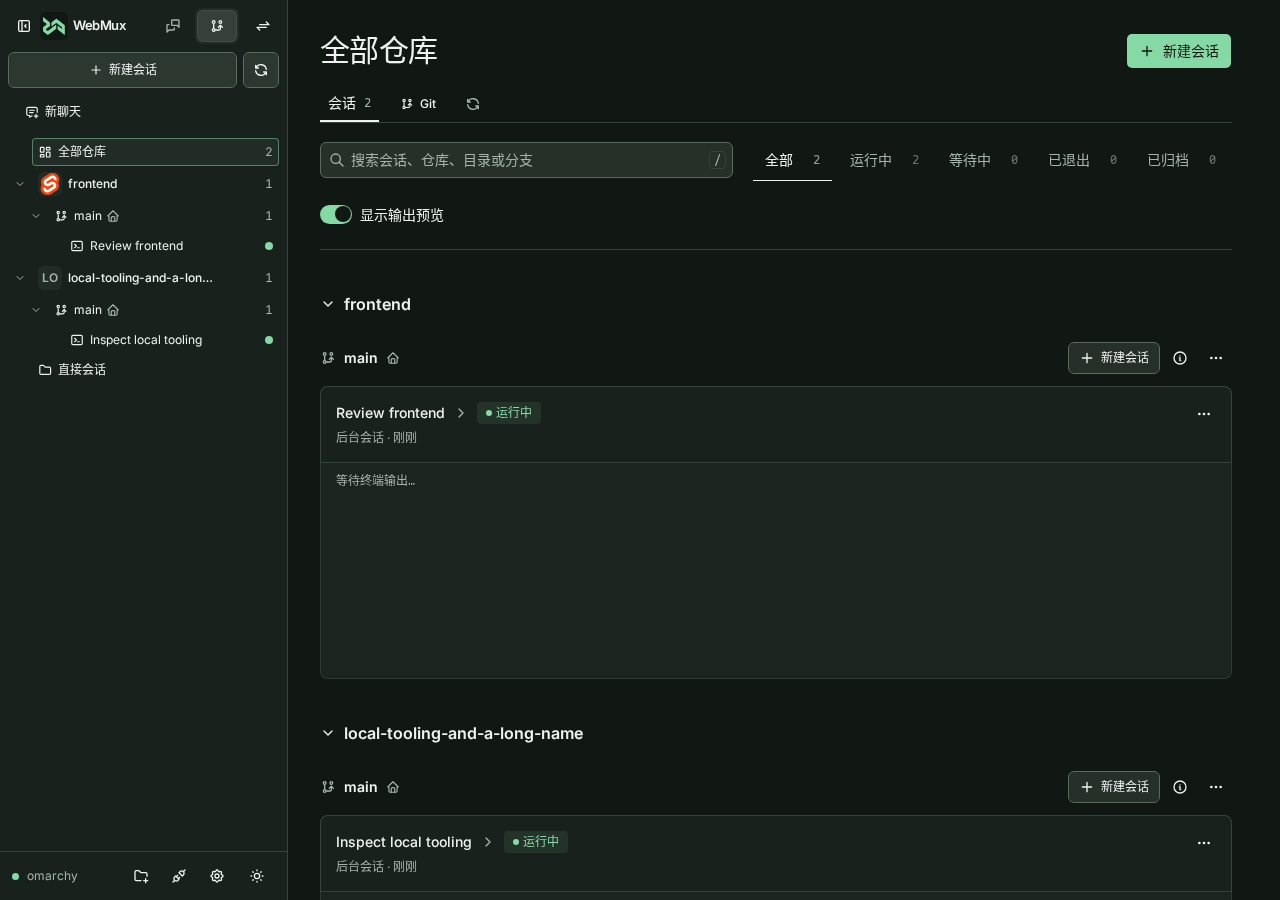 WebMux
新建会话
新聊天
全部仓库 2
frontend 1
main 1
Review frontend
LO local-tooling-and-a-lon... 1
main 1
Inspect local tooling
直接会话
omarchy
全部仓库
新建会话
会话 2 Git
搜索会话、仓库、目录或分支 /
全部 2 运行中 2 等待中 0 已退出 0 已归档 0
显示输出预览
frontend
main 新建会话
Review frontend 运行中
后台会话 · 刚刚
等待终端输出…
local-tooling-and-a-long-name
main 新建会话
Inspect local tooling 运行中
后台会话 · 刚刚